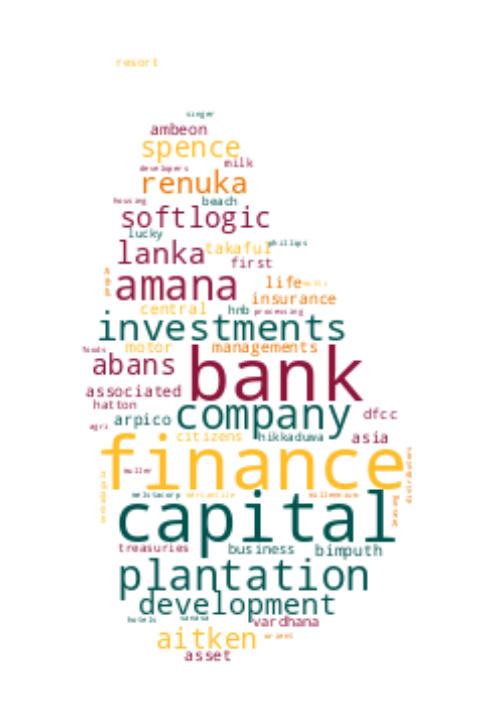 resort
singer
ambeon
spence
milk
developers
renuka
housing
beach
softlogic
lucky
phillips
lanka
takaful
first
amana
life
insurance
central
hnb
processing
investments
foods
motor
managements
abans
bank
associated
hatton
company
dfcc
arpico
agri
citizens
hikkaduwa
asia
finance
muller
distributors
melstacorp
mercantile
millennium
capital
treasuries
business
bimputh
plantation
development
hotels
sanasa
vardhana
aitken
orient
asset